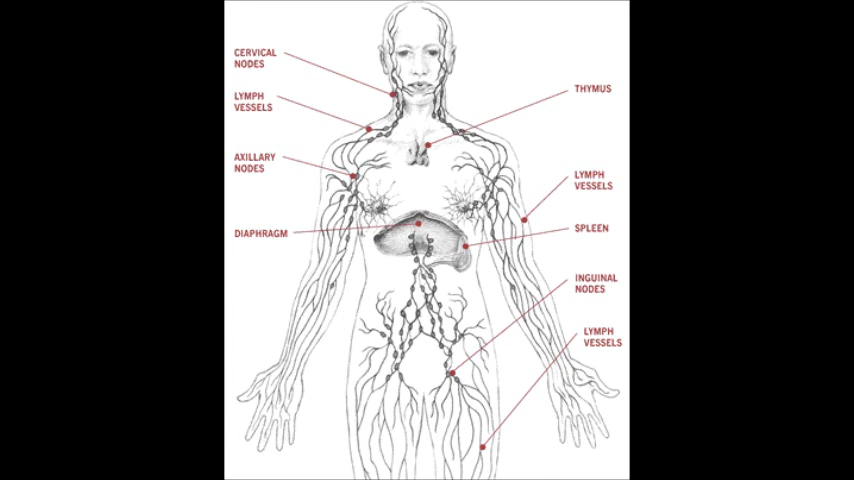 CERVICAL
NODES
LYMPH
VESSELS
AXILLARY
NODES
DIAPHRAGM
THYMUS
LYMPH
VESSELS
SPLEEN
INGUINAL
NODES
LYMPH
VESSELS